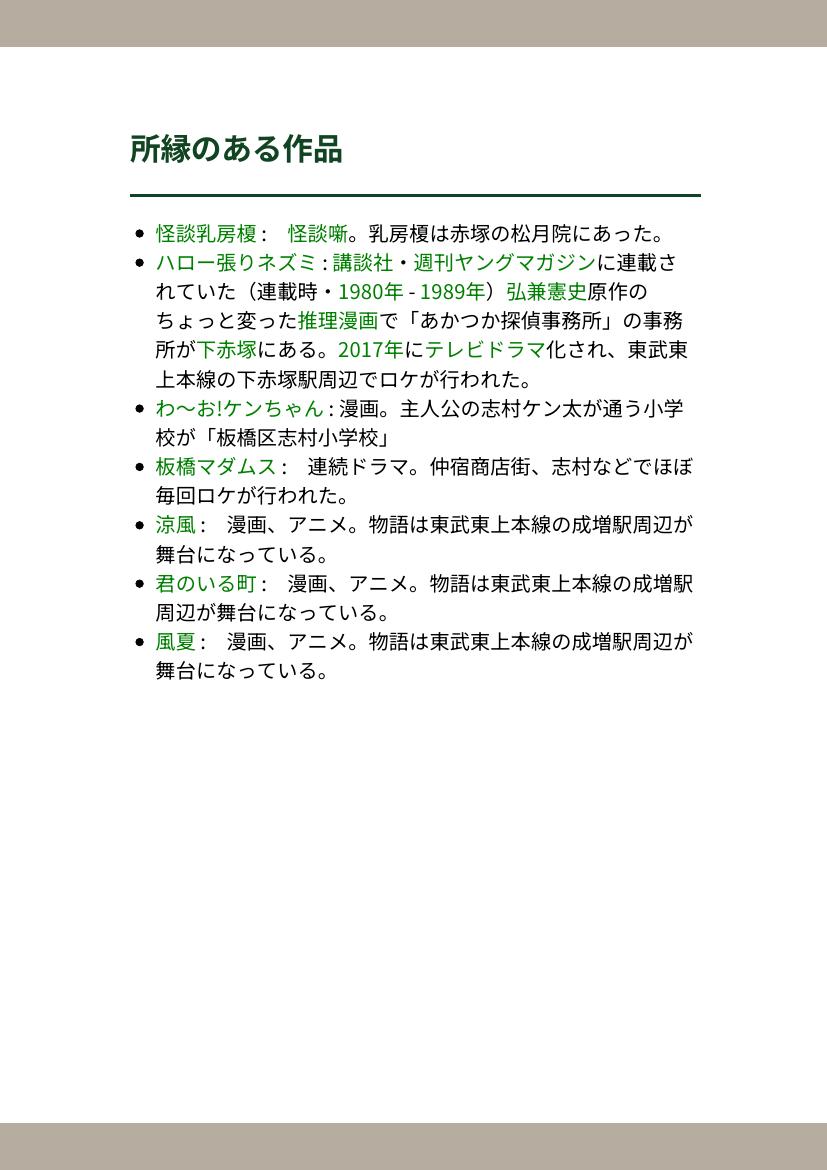 所縁のある作品
• 怪談乳房榎 :　怪談噺。乳房榎は赤塚の松月院にあった。
• ハロー張りネズミ : 講談社・週刊ヤングマガジンに連載さ
れていた（連載時・1980年 - 1989年）弘兼憲史原作の
ちょっと変った推理漫画で「あかつか探偵事務所」の事務
所が下赤塚にある。2017年にテレビドラマ化され、東武東
上本線の下赤塚駅周辺でロケが行われた。
• わ〜お!ケンちゃん : 漫画。主人公の志村ケン太が通う小学
校が「板橋区志村小学校」
• 板橋マダムス :　連続ドラマ。仲宿商店街、志村などでほぼ
毎回ロケが行われた。
• 涼風 :　漫画、アニメ。物語は東武東上本線の成増駅周辺が
舞台になっている。
• 君のいる町 :　漫画、アニメ。物語は東武東上本線の成増駅
周辺が舞台になっている。
• 風夏 :　漫画、アニメ。物語は東武東上本線の成増駅周辺が
舞台になっている。